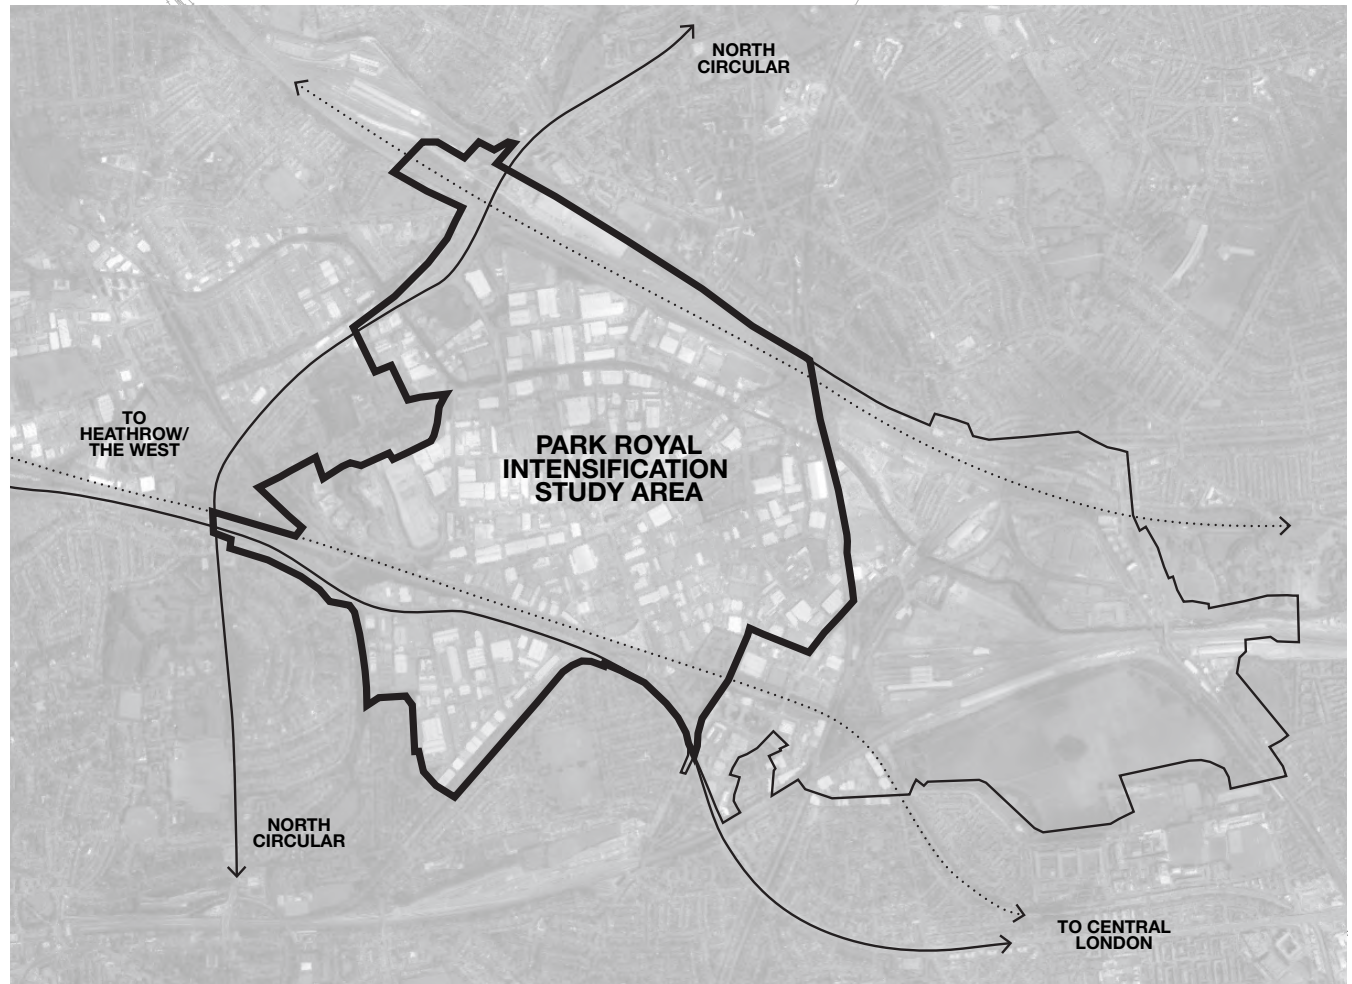 NORTH
CIRCULAR
TO
HEATHROW/
THE WEST
PARK ROYAL
INTENSIFICATION
STUDY AREA
NORTH
CIRCULAR
TO CENTRAL
LONDON